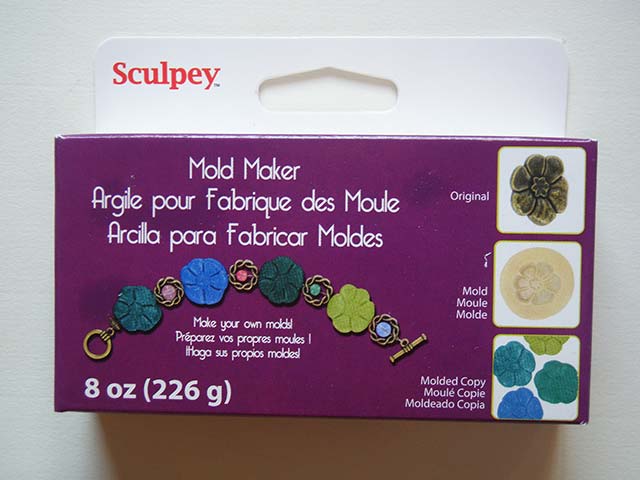 Sculpey™
Mold Maker
Argile pour Fabrique des Moule
Arcilla para Fabricar Moldes
Make your own molds!
Préparez vos propres moules !
¡Haga sus propios moldes!
8 oz (226 g)
Original
Mold
Moule
Molde
Molded Copy
Moulé Copie
Moldeado Copia